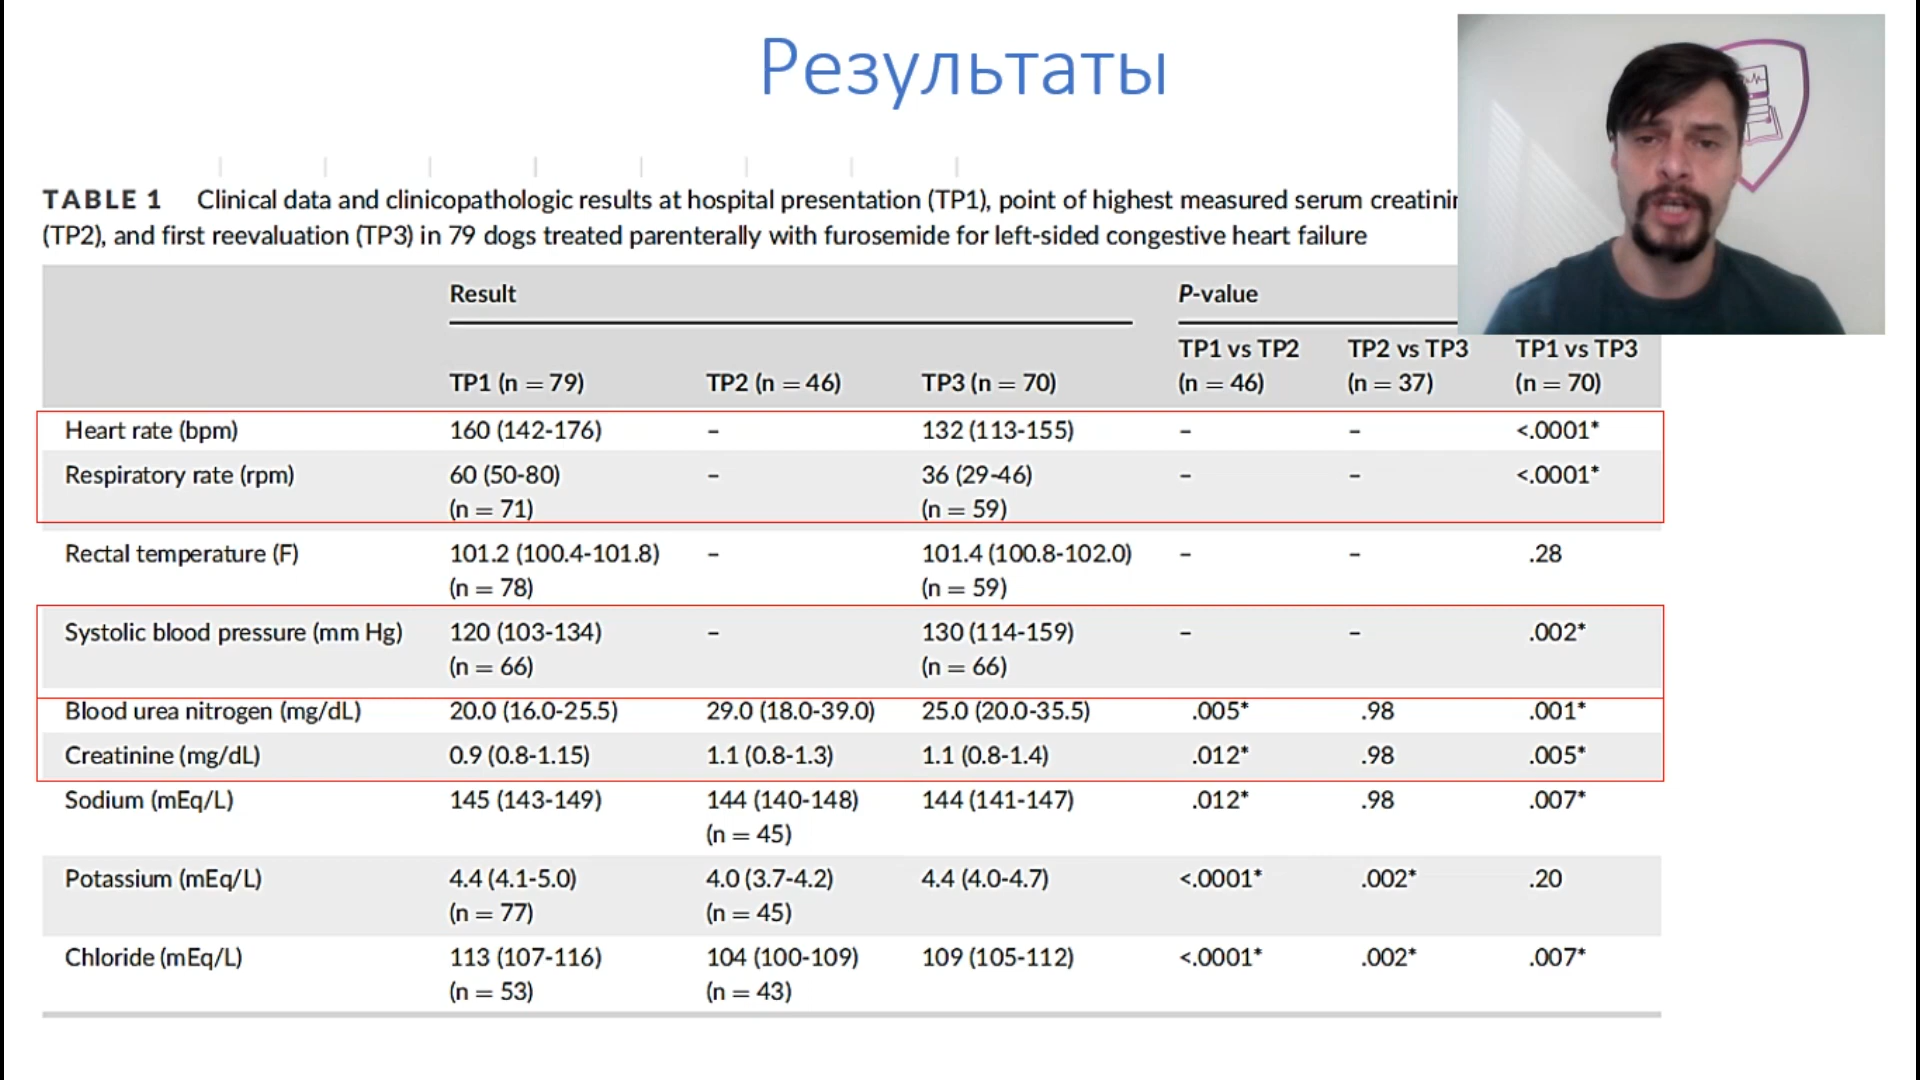 Результаты
TABLE 1 Clinical data and clinicopathologic results at hospital presentation (TP1), point of highest measured serum
(TP2), and first reevaluation (TP3) in 79 dogs treated parenterally with furosemide for left-sided congestive heart failure
Result P-value
TP1 vs TP2 TP2 vs TP3 TP1 vs TP3
TP1 (n = 79) TP2 (n = 46) TP3 (n = 70) (n = 46) (n = 37) (n = 70)
Heart rate (bpm) 160 (142-176) – 132 (113-155) – – <.0001*
Respiratory rate (rpm) 60 (50-80) – 36 (29-46) – – <.0001*
(n = 71) (n = 59)
Rectal temperature (F) 101.2 (100.4-101.8) – 101.4 (100.8-102.0) – – .28
(n = 78) (n = 59)
Systolic blood pressure (mm Hg) 120 (103-134) – 130 (114-159) – – .002*
(n = 66) (n = 66)
Blood urea nitrogen (mg/dL) 20.0 (16.0-25.5) 29.0 (18.0-39.0) 25.0 (20.0-35.5) .005* .98 .001*
Creatinine (mg/dL) 0.9 (0.8-1.15) 1.1 (0.8-1.3) 1.1 (0.8-1.4) .012* .98 .005*
Sodium (mEq/L) 145 (143-149) 144 (140-148) 144 (141-147) .012* .98 .007*
(n = 45)
Potassium (mEq/L) 4.4 (4.1-5.0) 4.0 (3.7-4.2) 4.4 (4.0-4.7) <.0001* .002* .20
(n = 77) (n = 45)
Chloride (mEq/L) 113 (107-116) 104 (100-109) 109 (105-112) <.0001* .002* .007*
(n = 53) (n = 43)